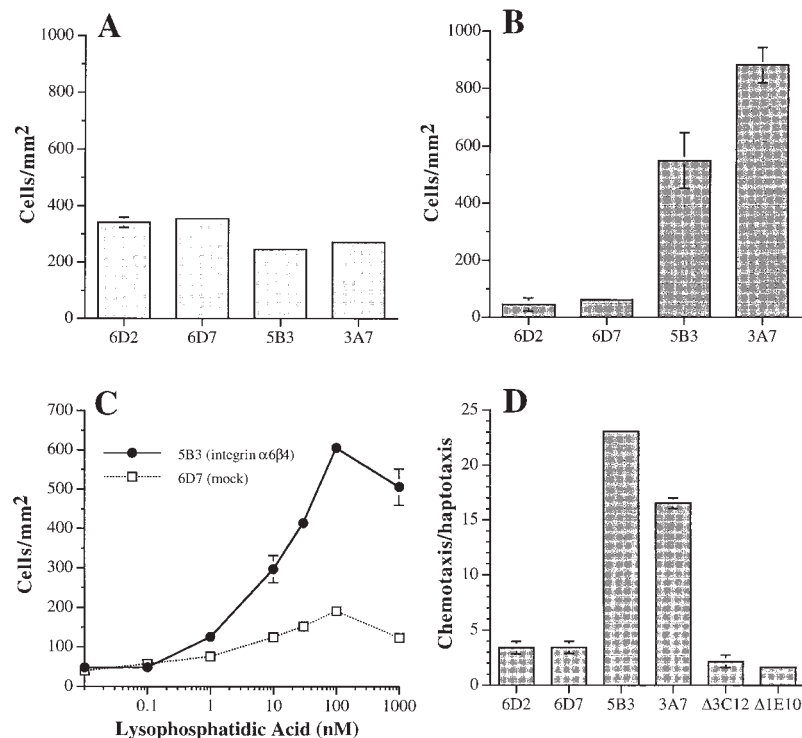 A
1000
800
600
400
200
0
Cells/mm2
6D2 6D7 5B3 3A7
B
1000
800
600
400
200
0
Cells/mm2
6D2 6D7 5B3 3A7
C
700
600
500
400
300
200
100
0
Cells/mm2
5B3 (integrin α6β4)
6D7 (mock)
0.1 1 10 100 1000
Lysophosphatidic Acid (nM)
D
25
20
15
10
5
0
Chemotaxis/haptotaxis
6D2 6D7 5B3 3A7 Δ3C12 Δ1E10